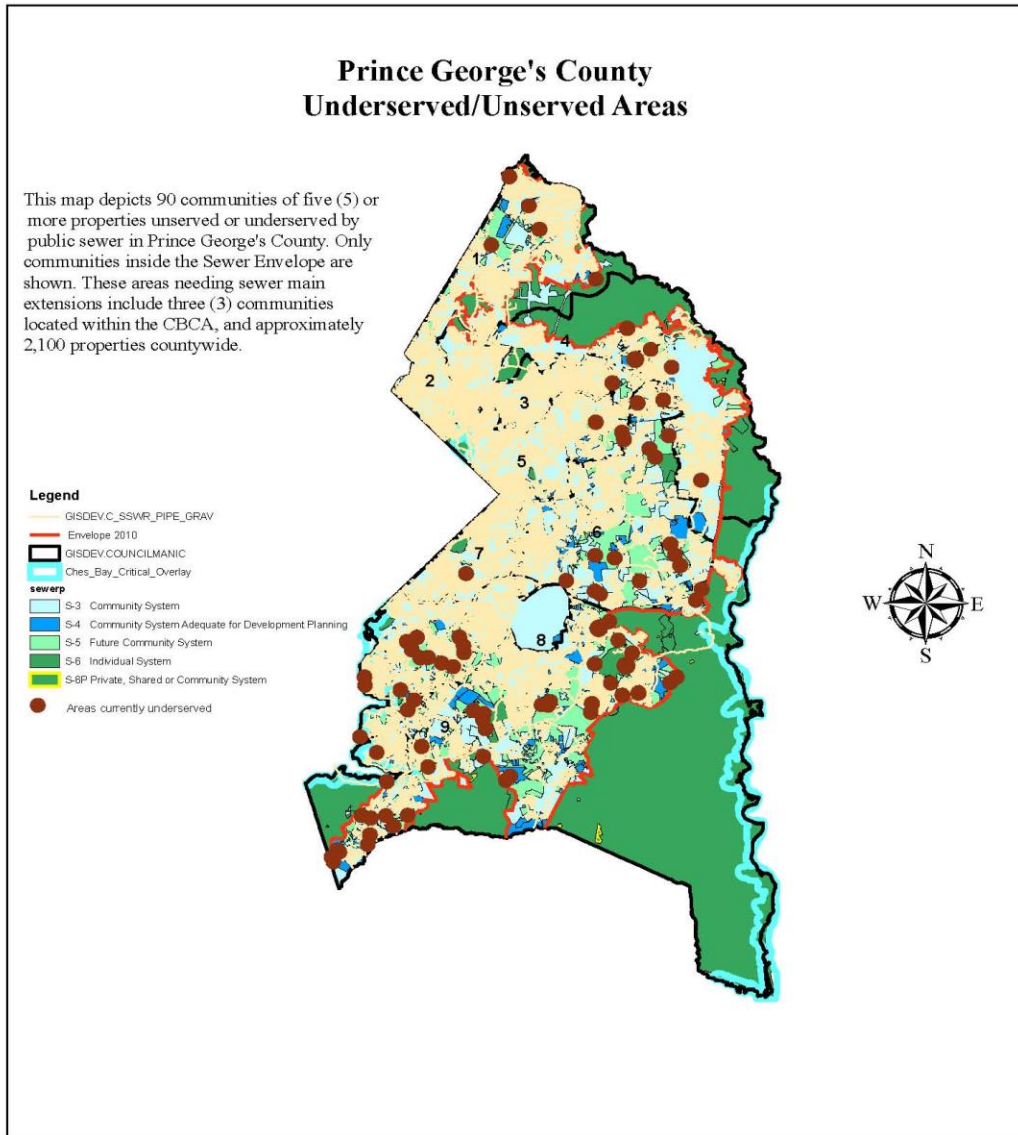 Prince George's County
Underserved/Unserved Areas
This map depicts 90 communities of five (5) or
more properties unserved or underserved by
public sewer in Prince George's County. Only
communities inside the Sewer Envelope are
shown. These areas needing sewer main
extensions include three (3) communities
located within the CBCA, and approximately
2,100 properties countywide.
1
4
2
3
5
6
7
8
9
Legend
GISDEV.C_SSWR_PIPE_GRAV
Envelope 2010
GISDEV.COUNCILMANIC
Ches_Bay_Critical_Overlay
sewerp
S-3 Community System
S-4 Community System Adequate for Development Planning
S-5 Future Community System
S-6 Individual System
S-6P Private, Shared or Community System
Areas currently underserved
N
W E
S